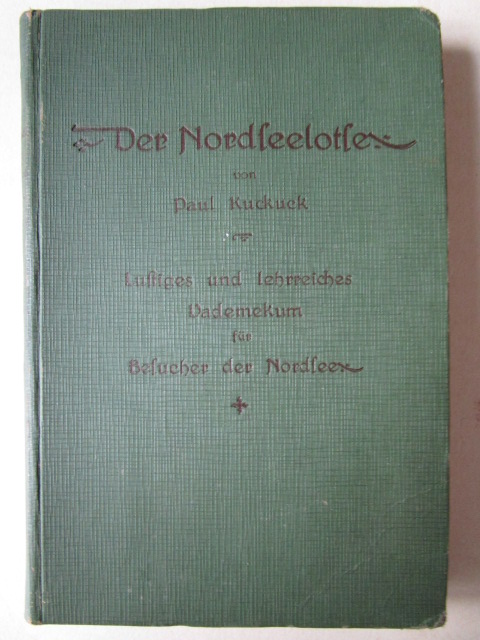 Der Nordſeelotſe
von
Paul Kuckuck
Luſtiges und lehrreiches
Vademekum
für
Beſucher der Nordſee